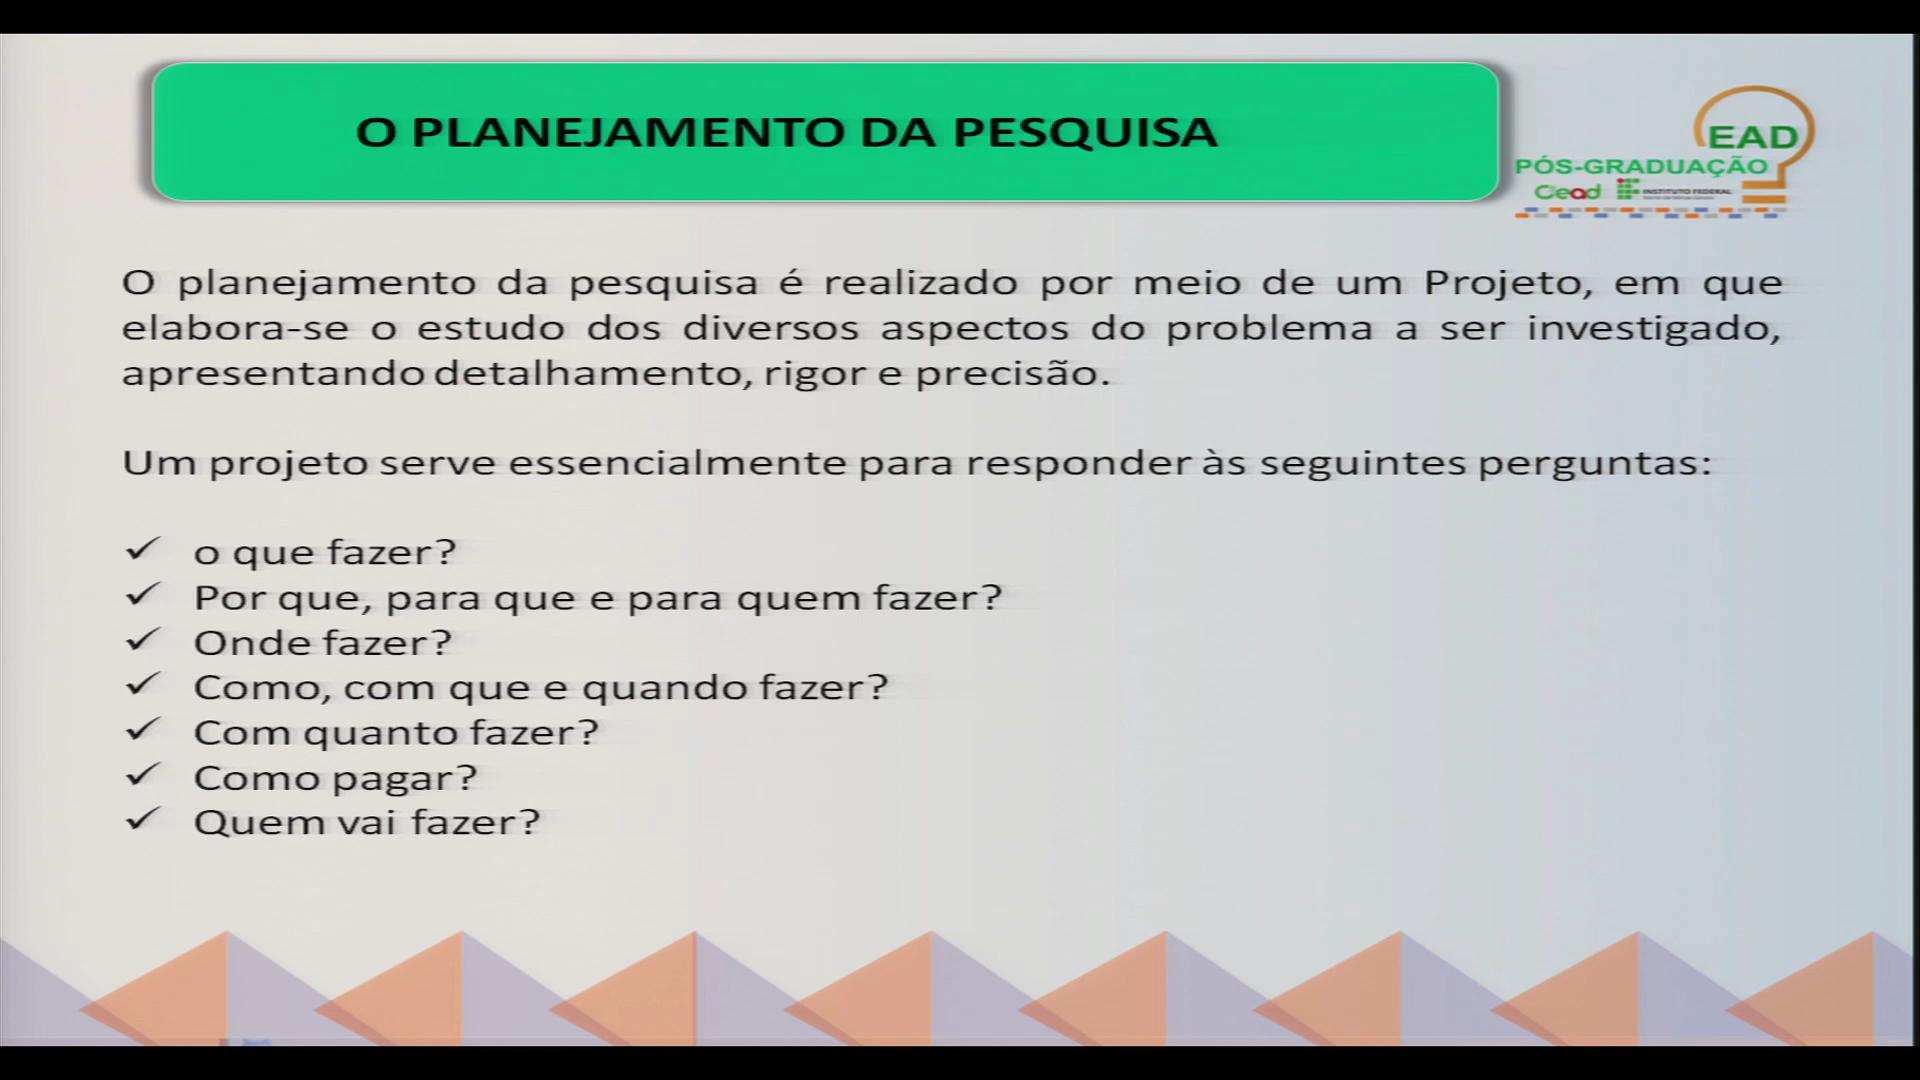 O PLANEJAMENTO DA PESQUISA
EAD
PÓS-GRADUAÇÃO
Cead INSTITUTO FEDERAL
O planejamento da pesquisa é realizado por meio de um Projeto, em que
elabora-se o estudo dos diversos aspectos do problema a ser investigado,
apresentando detalhamento, rigor e precisão.
Um projeto serve essencialmente para responder às seguintes perguntas:
✓ o que fazer?
✓ Por que, para que e para quem fazer?
✓ Onde fazer?
✓ Como, com que e quando fazer?
✓ Com quanto fazer?
✓ Como pagar?
✓ Quem vai fazer?